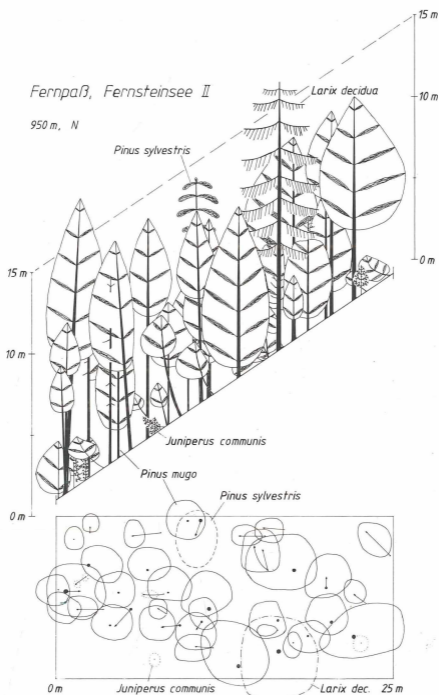 15 m
Fernpaß, Fernsteinsee II
Larix decidua
10 m
950 m, N
Pinus sylvestris
0 m
15 m
10 m
Juniperus communis
Pinus mugo
Pinus sylvestris
0 m
0 m
Juniperus communis
Larix dec.
25 m